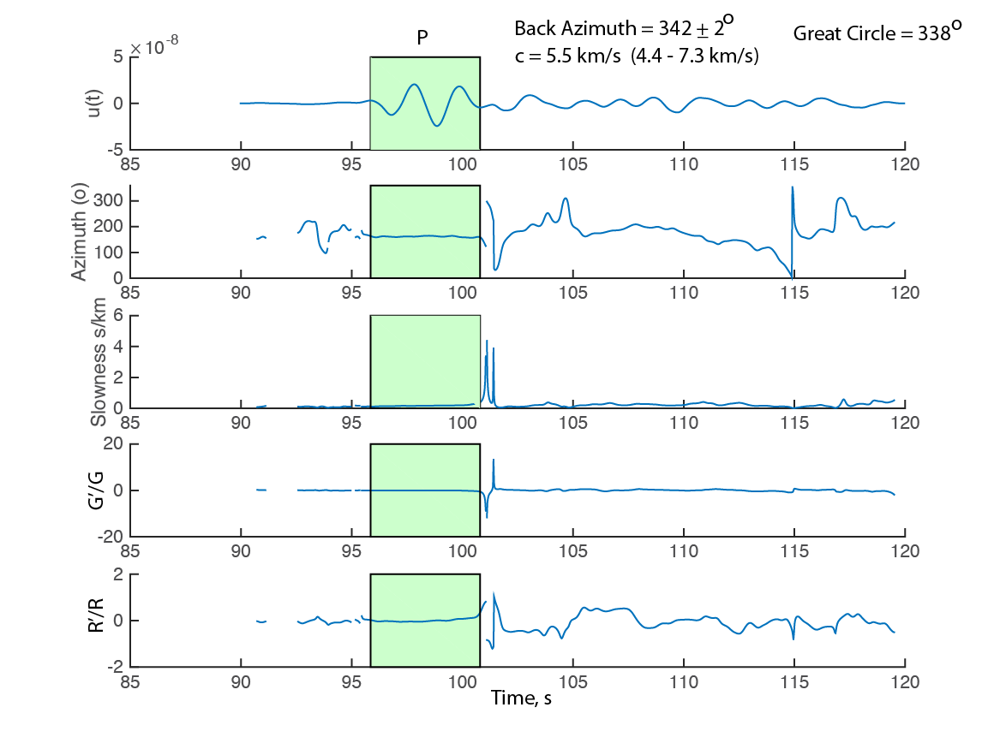 P
Back Azimuth = 342 ± 2º
Great Circle = 338º
c = 5.5 km/s (4.4 - 7.3 km/s)
×10⁻⁸
5
0
-5
u(t)
85 90 95 100 105 110 115 120
300
200
100
0
Azimuth (o)
85 90 95 100 105 110 115 120
6
4
2
0
Slowness s/km
85 90 95 100 105 110 115 120
20
0
-20
G'/G
85 90 95 100 105 110 115 120
2
0
-2
R'/R
85 90 95 100 105 110 115 120
Time, s